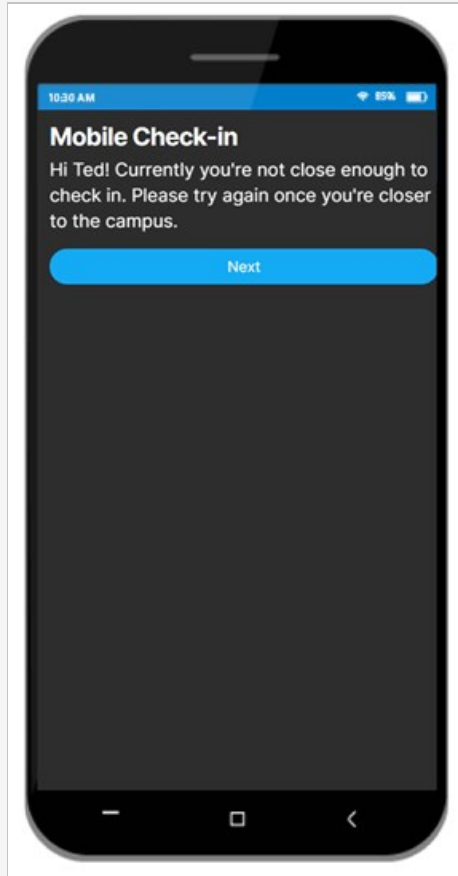 10:30 AM 85%
Mobile Check-in
Hi Ted! Currently you're not close enough to
check in. Please try again once you're closer
to the campus.
Next